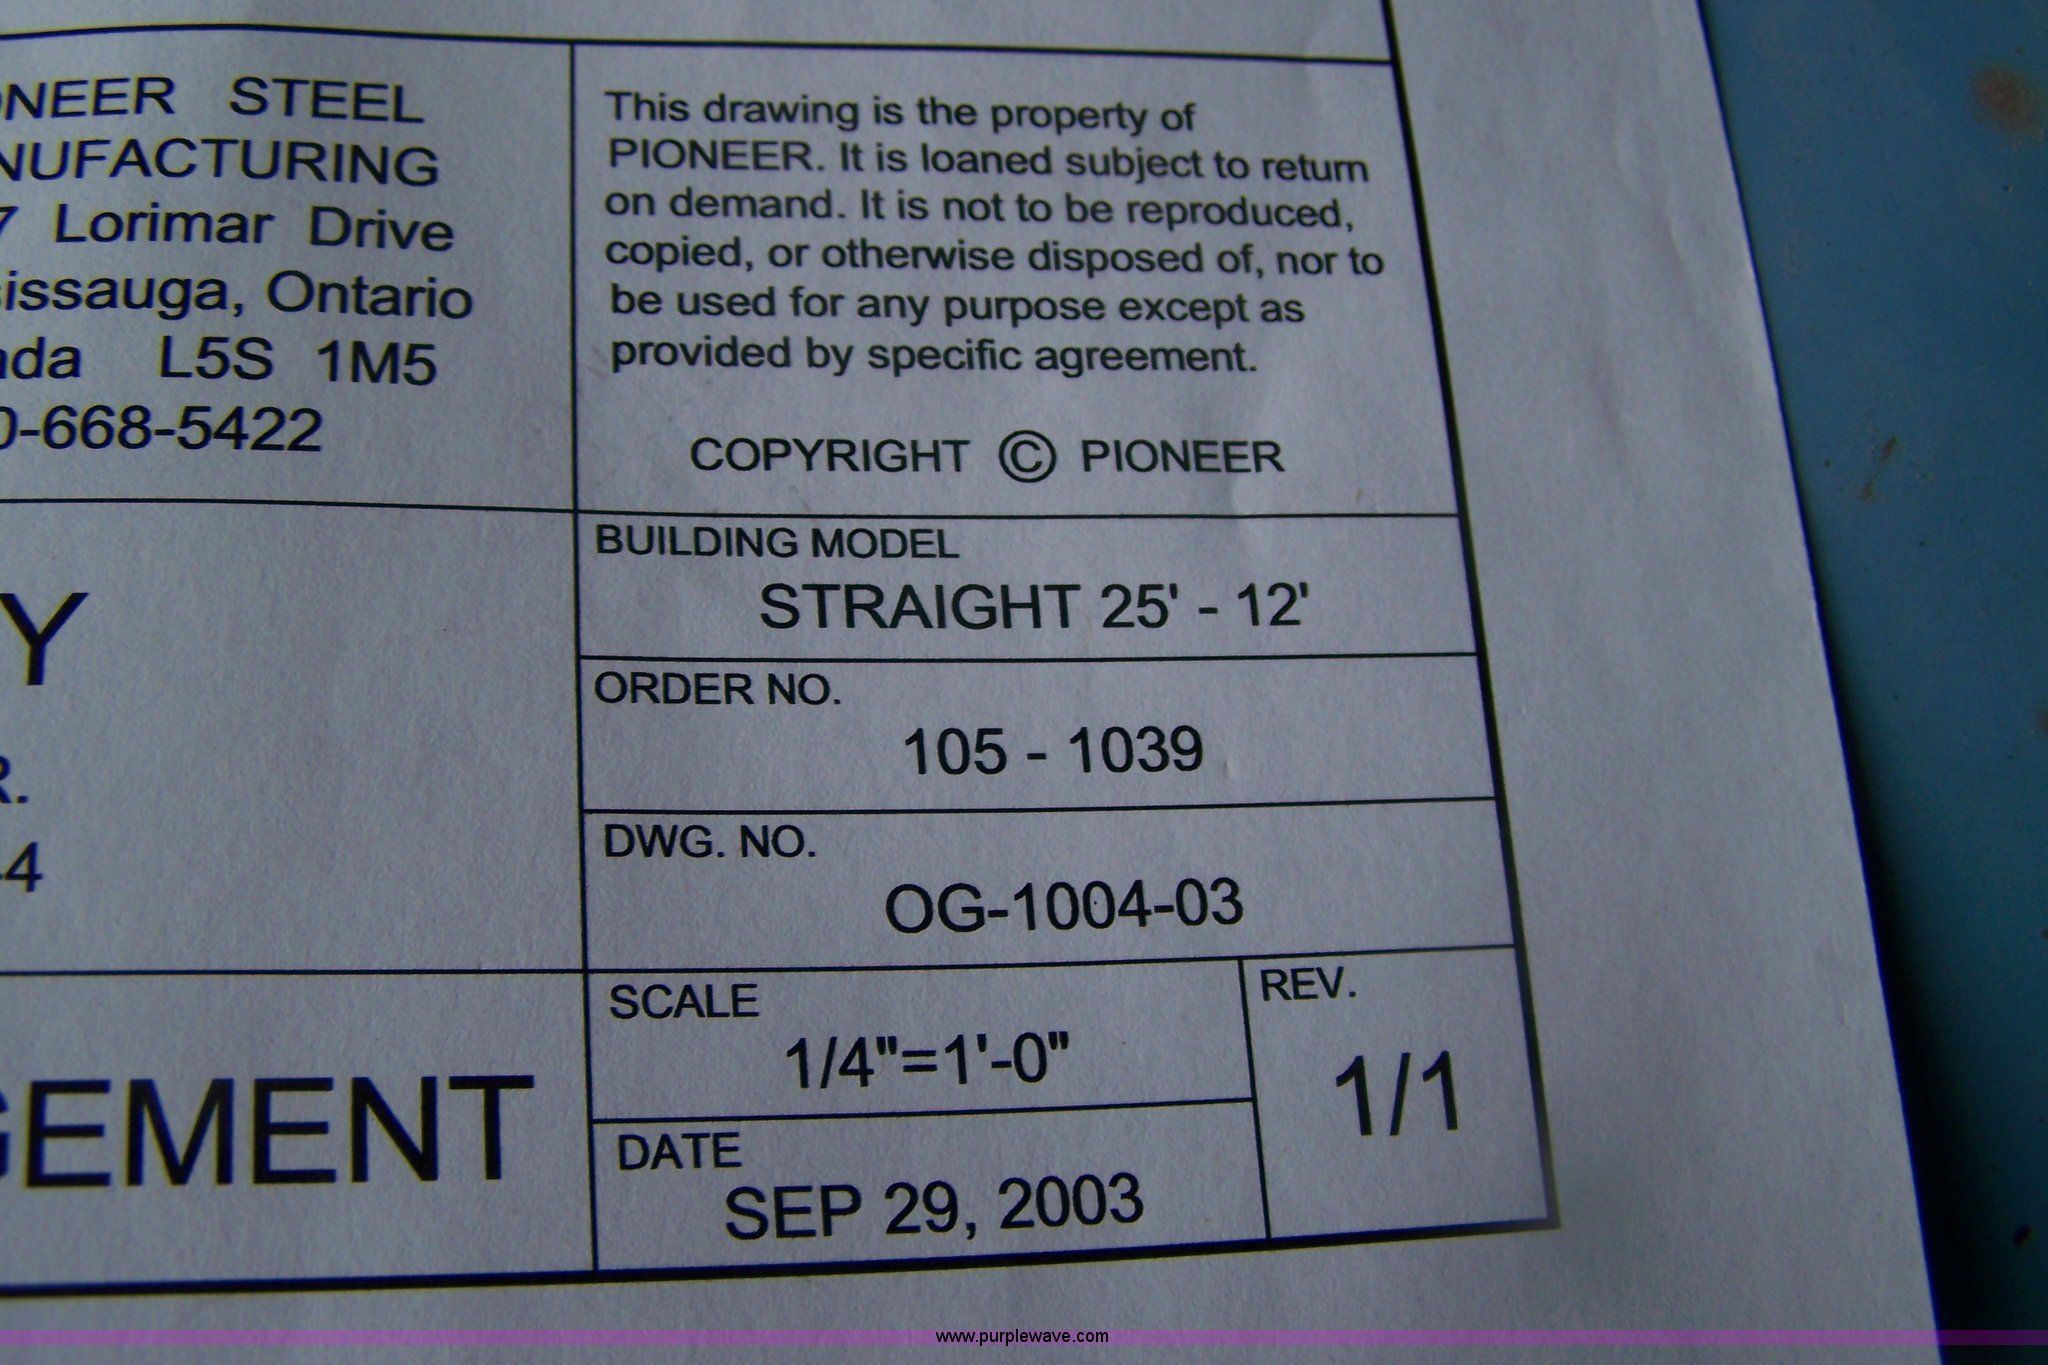 NEER STEEL
NUFACTURING
7 Lorimar Drive
issauga, Ontario
ada L5S 1M5
0-668-5422
Y
R.
4
GEMENT
This drawing is the property of
PIONEER. It is loaned subject to return
on demand. It is not to be reproduced,
copied, or otherwise disposed of, nor to
be used for any purpose except as
provided by specific agreement.
COPYRIGHT © PIONEER
BUILDING MODEL
STRAIGHT 25' - 12'
ORDER NO.
105 - 1039
DWG. NO.
OG-1004-03
SCALE
1/4"=1'-0"
REV.
1/1
DATE
SEP 29, 2003
www.purplewave.com